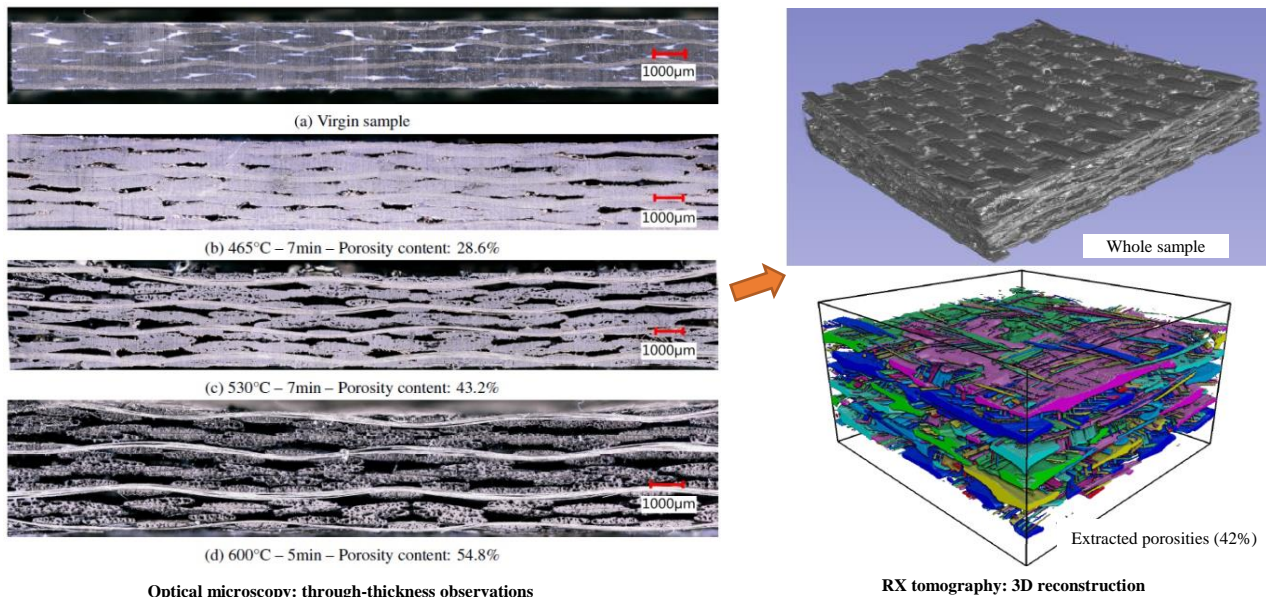 1000µm
(a) Virgin sample
1000µm
(b) 465°C – 7min – Porosity content: 28.6%
1000µm
(c) 530°C – 7min – Porosity content: 43.2%
1000µm
(d) 600°C – 5min – Porosity content: 54.8%
Optical microscopy: through-thickness observations
Whole sample
Extracted porosities (42%)
RX tomography: 3D reconstruction